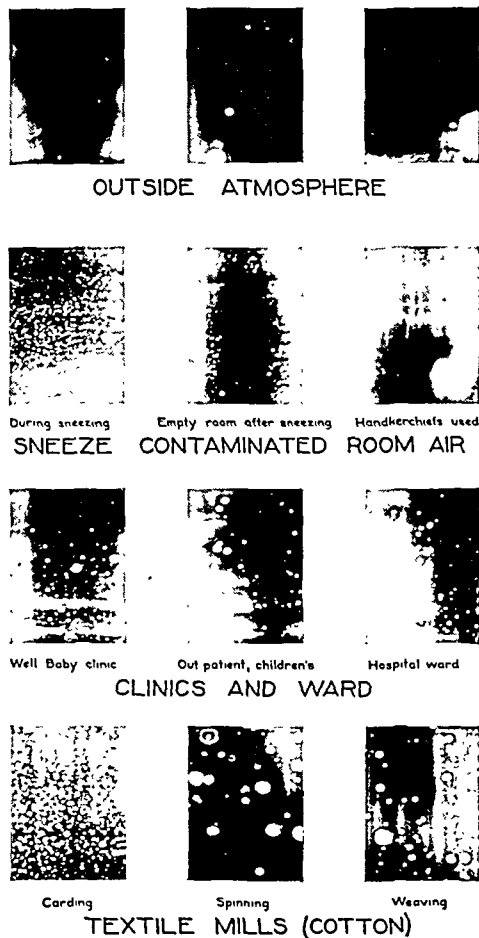 OUTSIDE ATMOSPHERE
During sneezing Empty room after sneezing Handkerchiefs used
SNEEZE CONTAMINATED ROOM AIR
Well Baby clinic Out patient, children's Hospital ward
CLINICS AND WARD
Carding Spinning Weaving
TEXTILE MILLS (COTTON)